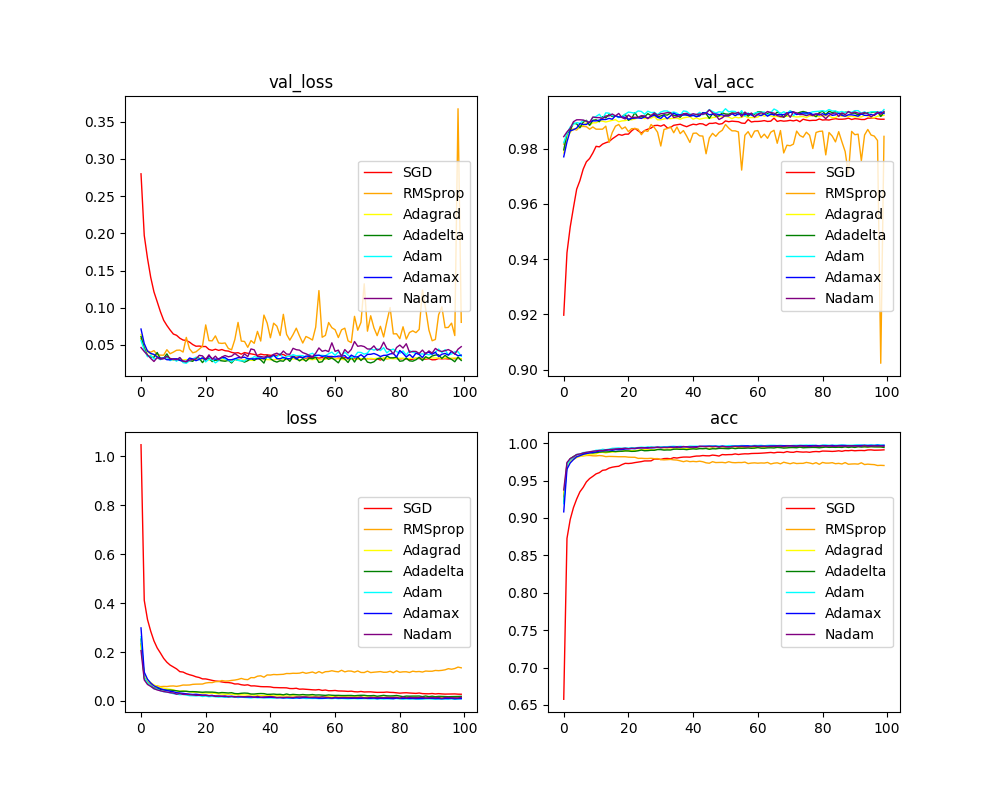 val_loss
0.35
0.30
0.25
0.20
0.15
0.10
0.05
0 20 40 60 80 100
SGD
RMSprop
Adagrad
Adadelta
Adam
Adamax
Nadam
val_acc
0.98
0.96
0.94
0.92
0.90
0 20 40 60 80 100
SGD
RMSprop
Adagrad
Adadelta
Adam
Adamax
Nadam
loss
1.0
0.8
0.6
0.4
0.2
0.0
0 20 40 60 80 100
SGD
RMSprop
Adagrad
Adadelta
Adam
Adamax
Nadam
acc
1.00
0.95
0.90
0.85
0.80
0.75
0.70
0.65
0 20 40 60 80 100
SGD
RMSprop
Adagrad
Adadelta
Adam
Adamax
Nadam